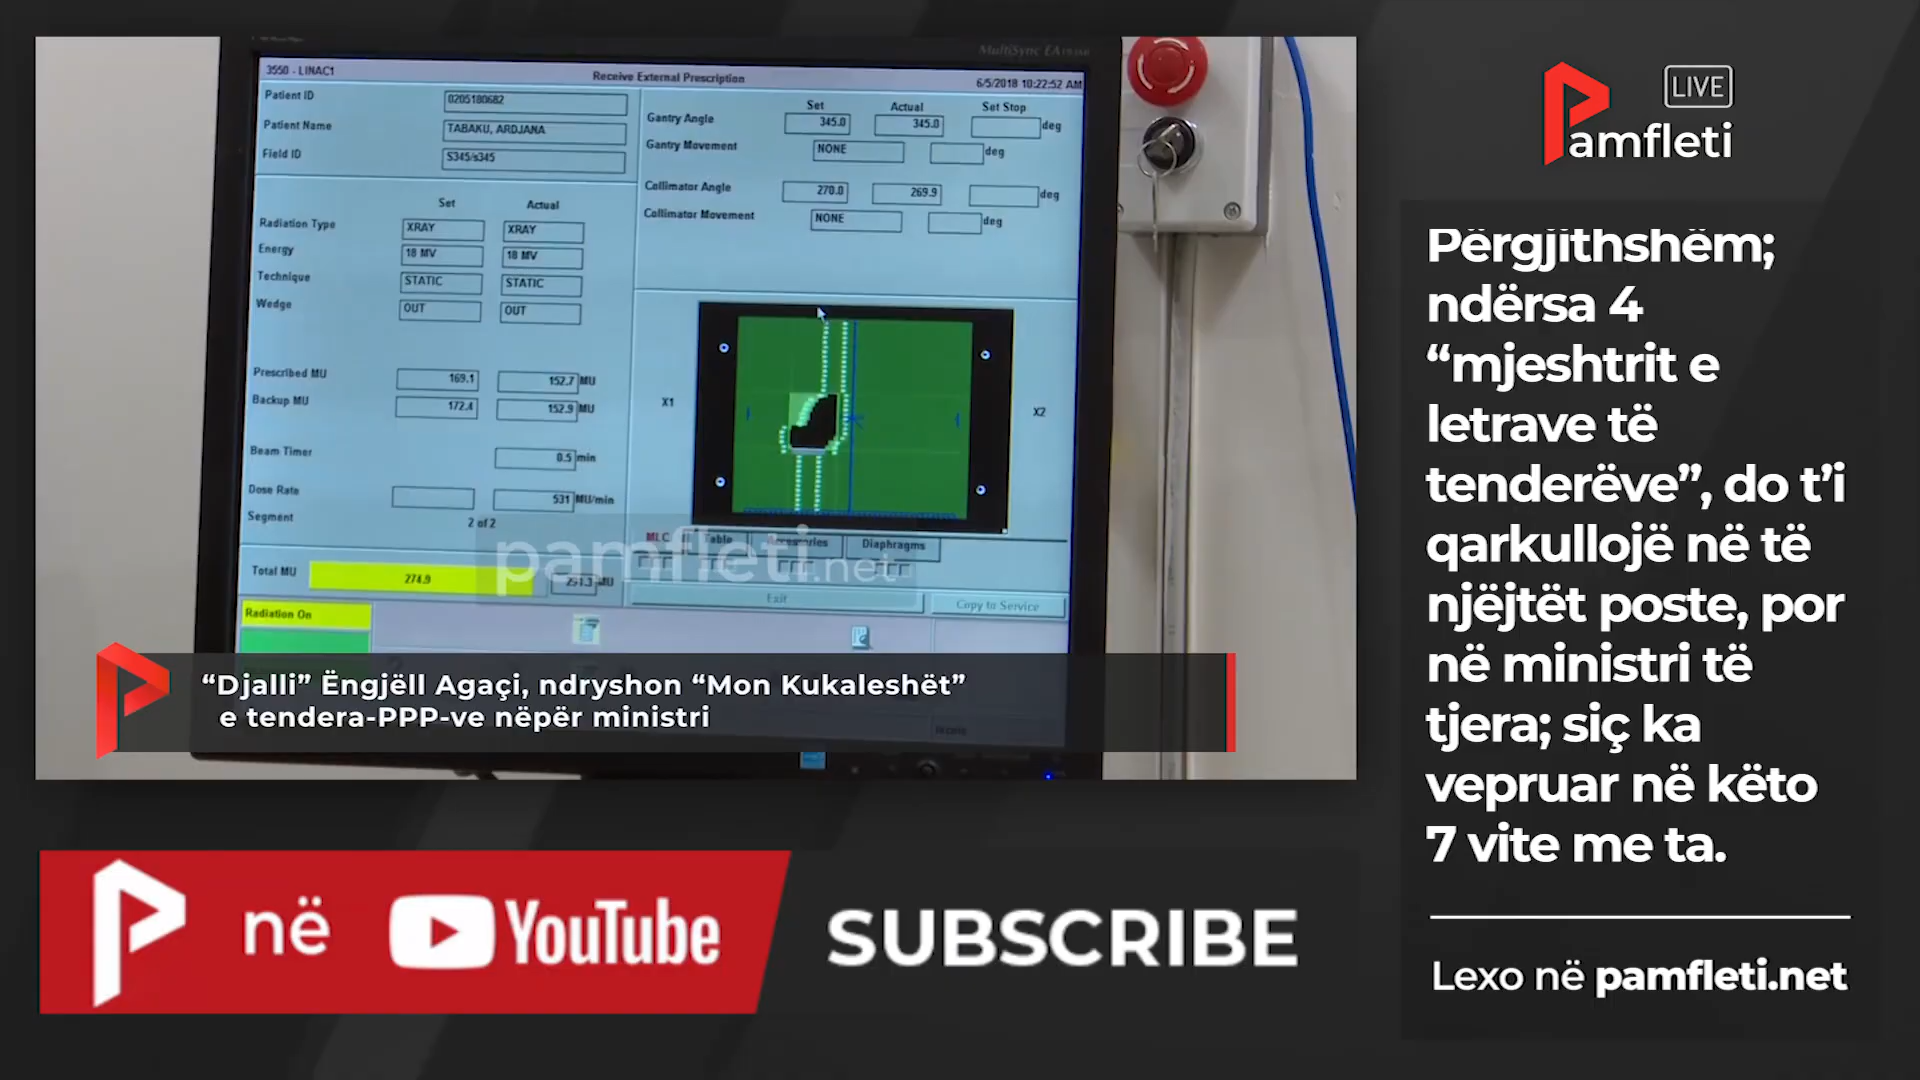 MultiSync EA
3550 - LINAC1
Receive External Prescription
6/5/2018 10:22:52 AM
Patient ID
0205180682
Patient Name
TABAKU, ARDJANA
Field ID
S345/s345
Set
Actual
Radiation Type
XRAY
XRAY
Energy
18 MV
18 MV
Technique
STATIC
STATIC
Wedge
OUT
OUT
Prescribed MU
169.1
152.7 MU
Backup MU
172.4
152.9 MU
Beam Timer
0.5 min
Dose Rate
531 MU/min
Segment
2 of 2
Total MU
274.9
291.3 MU
Radiation On
Set
Actual
Set Stop
Gantry Angle
345.0
345.0
deg
Gantry Movement
NONE
deg
Collimator Angle
270.0
269.9
deg
Collimator Movement
NONE
deg
X1
X2
MLC
Table
Accessories
Diaphragms
Exit
Copy to Service
pamfleti.net
“Djalli” Ëngjëll Agaçi, ndryshon “Mon Kukaleshët”
e tendera-PPP-ve nëpër ministri
në
YouTube
SUBSCRIBE
LIVE
Pamfleti
Përgjithshëm;
ndërsa 4
“mjeshtrit e
letrave të
tenderëve”, do t’i
qarkullojë në të
njëjtët poste, por
në ministri të
tjera; siç ka
vepruar në këto
7 vite me ta.
Lexo në pamfleti.net